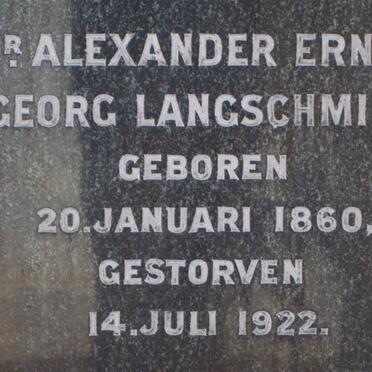 R. ALEXANDER ERN
GEORG LANGSCHMI
GEBOREN
20. JANUARI 1860,
GESTORVEN
14. JULI 1922.